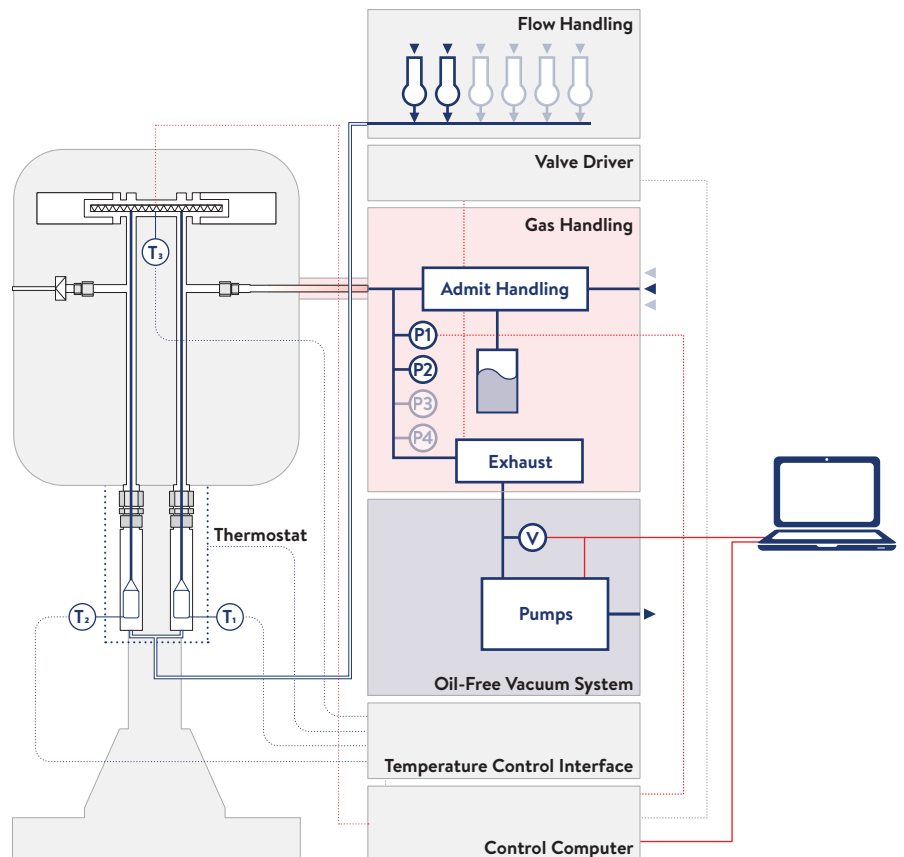 Flow Handling
Valve Driver
Gas Handling
T₃
Admit Handling
P1
P2
P3
P4
Exhaust
Thermostat
V
T₂
T₁
Pumps
Oil-Free Vacuum System
Temperature Control Interface
Control Computer